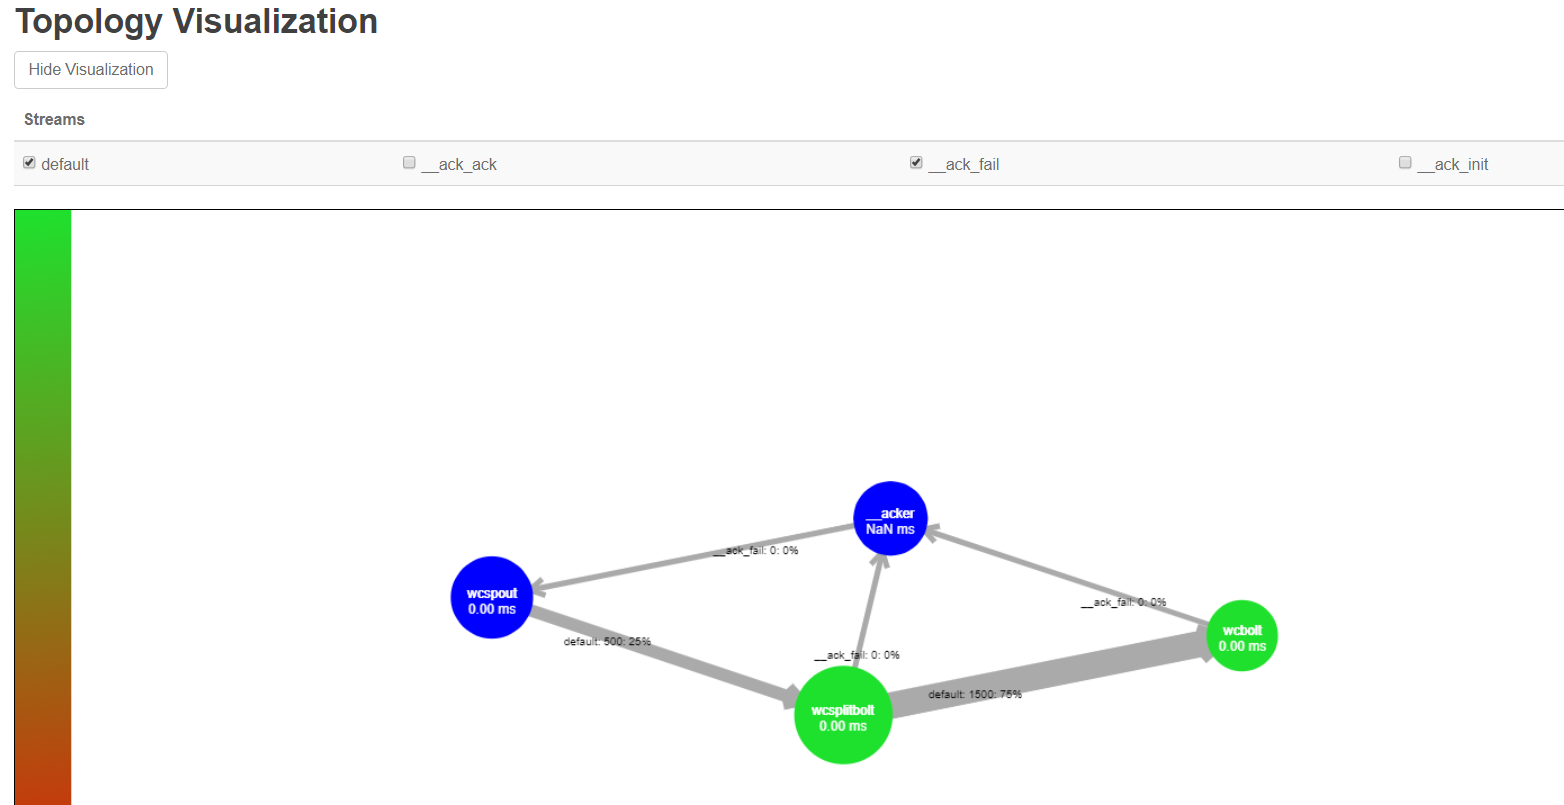 Topology Visualization
Hide Visualization
Streams
default
__ack_ack
__ack_fail
__ack_init
__acker
NaN ms
__ack_fail: 0: 0%
wcspout
0.00 ms
__ack_fail: 0: 0%
wcbolt
0.00 ms
default: 500: 25%
__ack_fail: 0: 0%
default: 1500: 75%
wcsplitbolt
0.00 ms